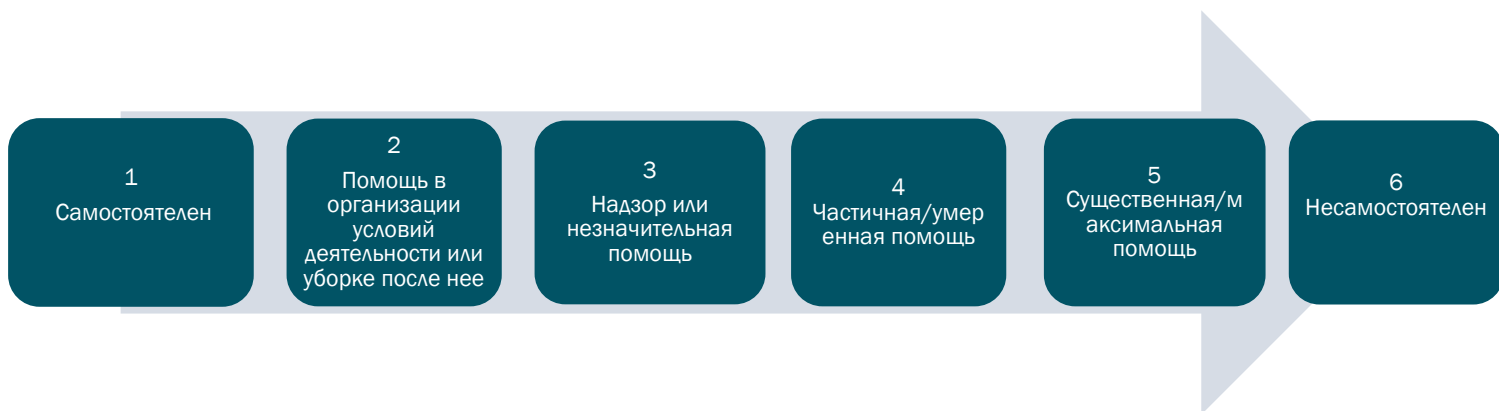 1
Самостоятелен
2
Помощь в
организации
условий
деятельности или
уборке после нее
3
Надзор или
незначительная
помощь
4
Частичная/умер
енная помощь
5
Существенная/м
аксимальная
помощь
6
Несамостоятелен